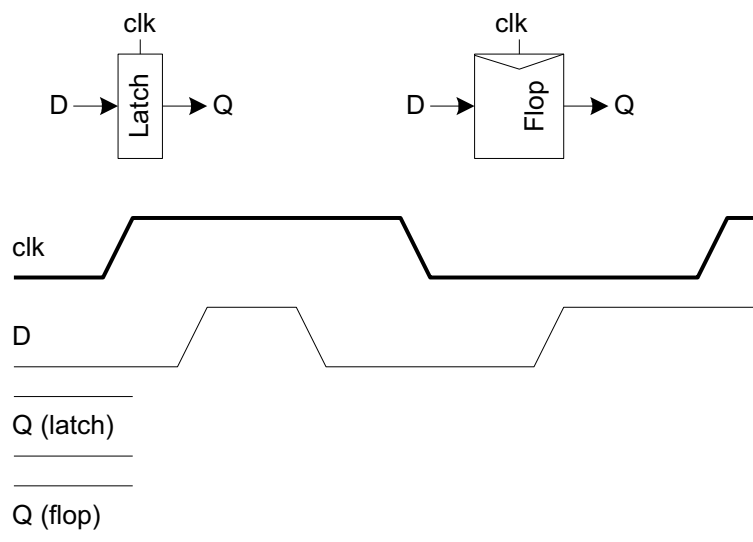 clk
D
Latch
Q
clk
D
Flop
Q
clk
D
Q (latch)
Q (flop)